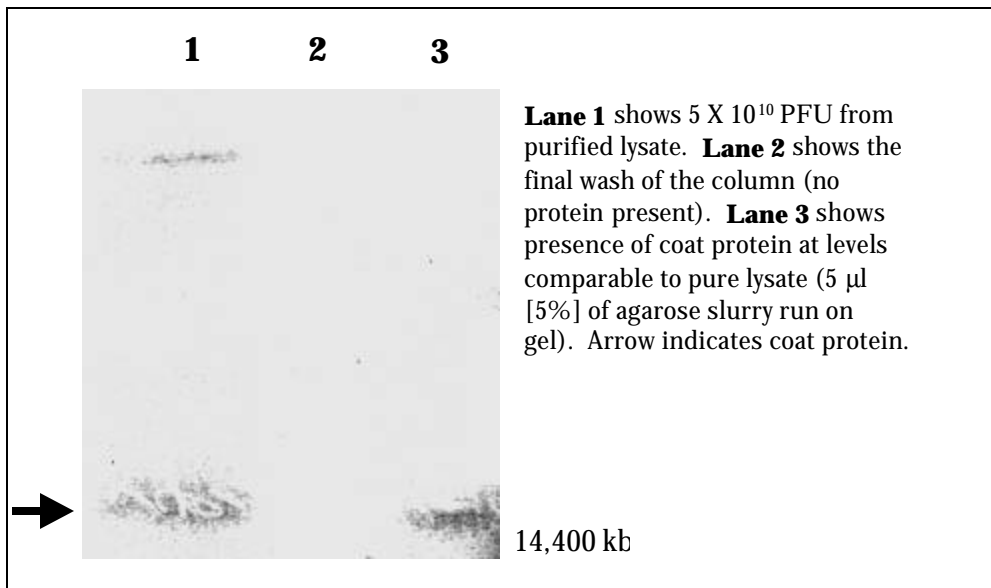 1 2 3
Lane 1 shows 5 X 10¹⁰ PFU from
purified lysate. Lane 2 shows the
final wash of the column (no
protein present). Lane 3 shows
presence of coat protein at levels
comparable to pure lysate (5 μl
[5%] of agarose slurry run on
gel). Arrow indicates coat protein.
14,400 kb